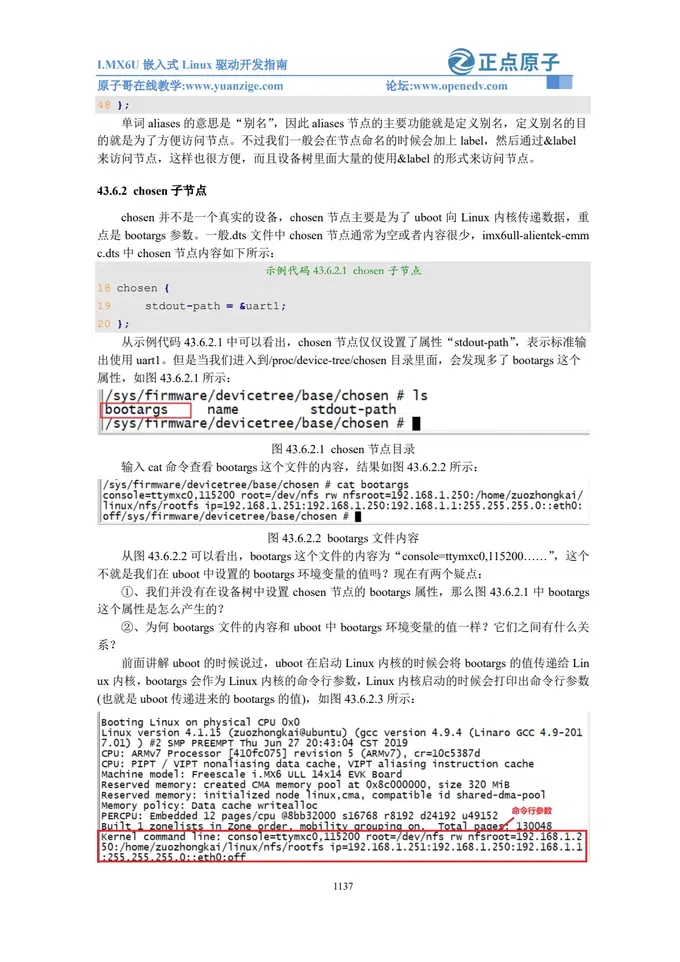 I.MX6U 嵌入式 Linux 驱动开发指南
正点原子
原子哥在线教学:www.yuanzige.com 论坛:www.openedv.com
48 };
单词 aliases 的意思是“别名”，因此 aliases 节点的主要功能就是定义别名，定义别名的目
的就是为了方便访问节点。不过我们一般会在节点命名的时候会加上 label，然后通过&label
来访问节点，这样也很方便，而且设备树里面大量的使用&label 的形式来访问节点。
43.6.2 chosen 子节点
chosen 并不是一个真实的设备，chosen 节点主要是为了 uboot 向 Linux 内核传递数据，重
点是 bootargs 参数。一般.dts 文件中 chosen 节点通常为空或者内容很少，imx6ull-alientek-emm
c.dts 中 chosen 节点内容如下所示：
示例代码 43.6.2.1 chosen 子节点
18 chosen {
19 stdout-path = &uart1;
20 };
从示例代码 43.6.2.1 中可以看出，chosen 节点仅仅设置了属性“stdout-path”，表示标准输
出使用 uart1。但是当我们进入到/proc/device-tree/chosen 目录里面，会发现多了 bootargs 这个
属性，如图 43.6.2.1 所示：
/sys/firmware/devicetree/base/chosen # ls
bootargs name stdout-path
/sys/firmware/devicetree/base/chosen #
图 43.6.2.1 chosen 节点目录
输入 cat 命令查看 bootargs 这个文件的内容，结果如图 43.6.2.2 所示：
/sys/firmware/devicetree/base/chosen # cat bootargs
console=ttymxc0,115200 root=/dev/nfs rw nfsroot=192.168.1.250:/home/zuozhongkai/
linux/nfs/rootfs ip=192.168.1.251:192.168.1.250:192.168.1.1:255.255.255.0::eth0:
off/sys/firmware/devicetree/base/chosen #
图 43.6.2.2 bootargs 文件内容
从图 43.6.2.2 可以看出，bootargs 这个文件的内容为“console=ttymxc0,115200……”，这个
不就是我们在 uboot 中设置的 bootargs 环境变量的值吗？现在有两个疑点：
①、我们并没有在设备树中设置 chosen 节点的 bootargs 属性，那么图 43.6.2.1 中 bootargs
这个属性是怎么产生的？
②、为何 bootargs 文件的内容和 uboot 中 bootargs 环境变量的值一样？它们之间有什么关
系？
前面讲解 uboot 的时候说过，uboot 在启动 Linux 内核的时候会将 bootargs 的值传递给 Lin
ux 内核，bootargs 会作为 Linux 内核的命令行参数，Linux 内核启动的时候会打印出命令行参数
(也就是 uboot 传递进来的 bootargs 的值)，如图 43.6.2.3 所示：
Booting Linux on physical CPU 0x0
Linux version 4.1.15 (zuozhongkai@ubuntu) (gcc version 4.9.4 (Linaro GCC 4.9-201
7.01) ) #2 SMP PREEMPT Thu Jun 27 20:43:04 CST 2019
CPU: ARMv7 Processor [410fc075] revision 5 (ARMv7), cr=10c5387d
CPU: PIPT / VIPT nonaliasing data cache, VIPT aliasing instruction cache
Machine model: Freescale i.MX6 ULL 14x14 EVK Board
Reserved memory: created CMA memory pool at 0x8c000000, size 320 MiB
Reserved memory: initialized node linux,cma, compatible id shared-dma-pool
Memory policy: Data cache writealloc
PERCPU: Embedded 12 pages/cpu @8bb32000 s16768 r8192 d24192 u49152
命令行参数
Built 1 zonelists in Zone order, mobility grouping on. Total pages: 130048
Kernel command line: console=ttymxc0,115200 root=/dev/nfs rw nfsroot=192.168.1.2
50:/home/zuozhongkai/linux/nfs/rootfs ip=192.168.1.251:192.168.1.250:192.168.1.1
:255.255.255.0::eth0:off
1137